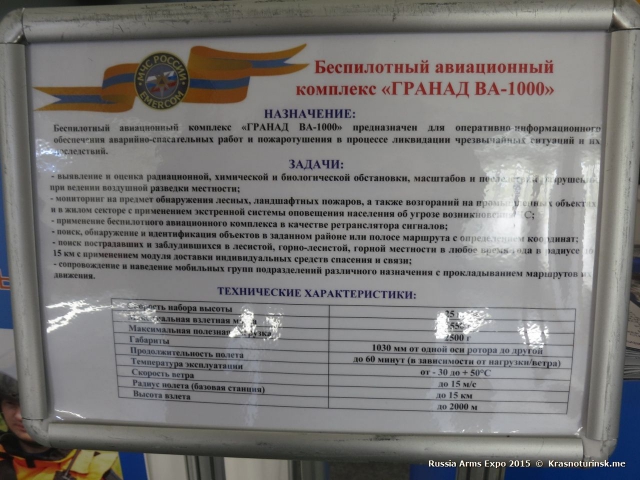 МЧС РОССИИ
EMERCOM
Беспилотный авиационный
комплекс «ГРАНАД ВА-1000»
НАЗНАЧЕНИЕ:
Беспилотный авиационный комплекс «ГРАНАД ВА-1000» предназначен для оперативно-информационного
обеспечения аварийно-спасательных работ и пожаротушения в процессе ликвидации чрезвычайных ситуаций и их
последствий.
ЗАДАЧИ:
- выявление и оценка радиационной, химической и биологической обстановки, масштабов и последствий разрушений,
при ведении воздушной разведки местности;
- мониторинг на предмет обнаружения лесных, ландшафтных пожаров, а также возгораний на промышленных объектах
и в жилом секторе с применением экстренной системы оповещения населения об угрозе возникновения ЧС;
- применение беспилотного авиационного комплекса в качестве ретранслятора сигналов;
- поиск, обнаружение и идентификация объектов в заданном районе или полосе маршрута с определением координат;
- поиск пострадавших и заблудившихся в лесистой, горно-лесистой, горной местности в любое время года в радиусе до
15 км с применением модуля доставки индивидуальных средств спасения и связи;
- сопровождение и наведение мобильных групп подразделений различного назначения с прокладыванием маршрутов их
движения.
ТЕХНИЧЕСКИЕ ХАРАКТЕРИСТИКИ:
набора высоты
взлетная
Максимальная полезная 2500 г
Габариты 1030 мм от одной оси ротора до другой
Продолжительность полета до 60 минут (в зависимости от нагрузки/ветра)
Температура эксплуатации от - 30 до + 50°С
Скорость ветра до 15 м/с
Радиус полета (базовая станция) до 15 км
Высота взлета до 2000 м
Russia Arms Expo 2015 © Krasnoturinsk.me